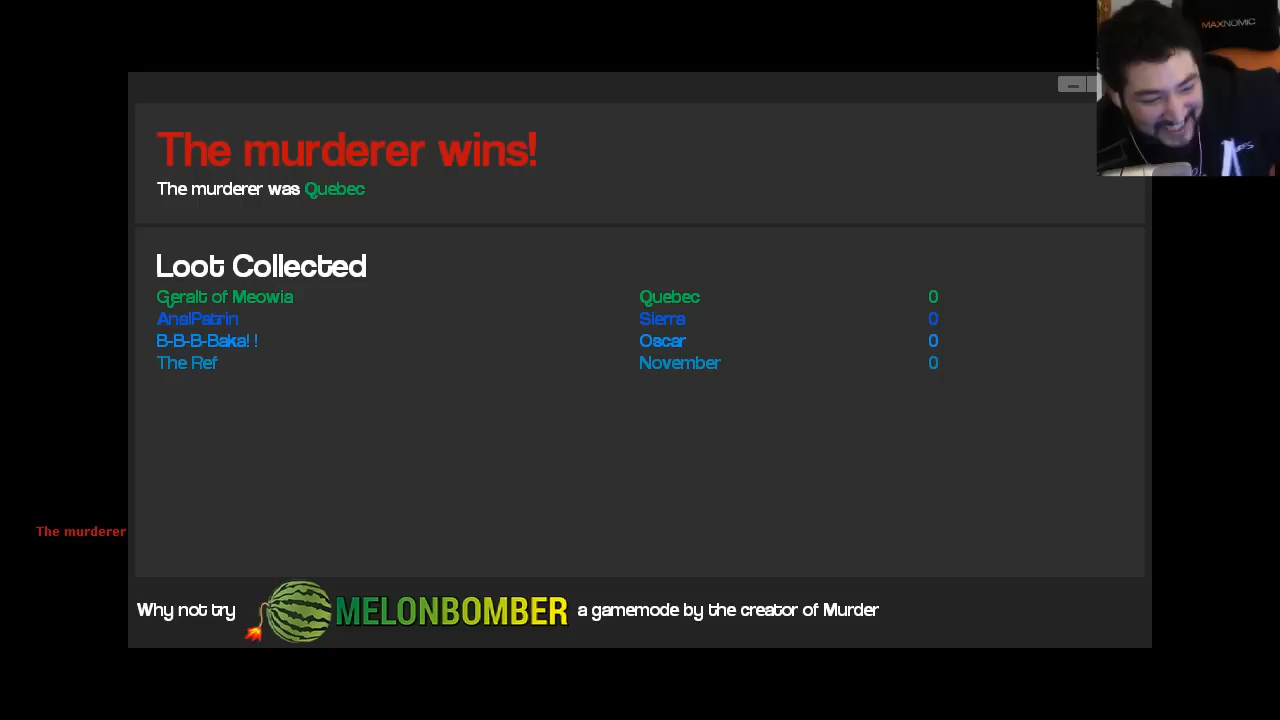 MAXNOMIC
The murderer wins!
The murderer was Quebec
Loot Collected
Geralt of Meowia Quebec 0
AnalPatrin Sierra 0
B-B-B-Baka! ! Oscar 0
The Ref November 0
The murderer
Why not try MELONBOMBER a gamemode by the creator of Murder